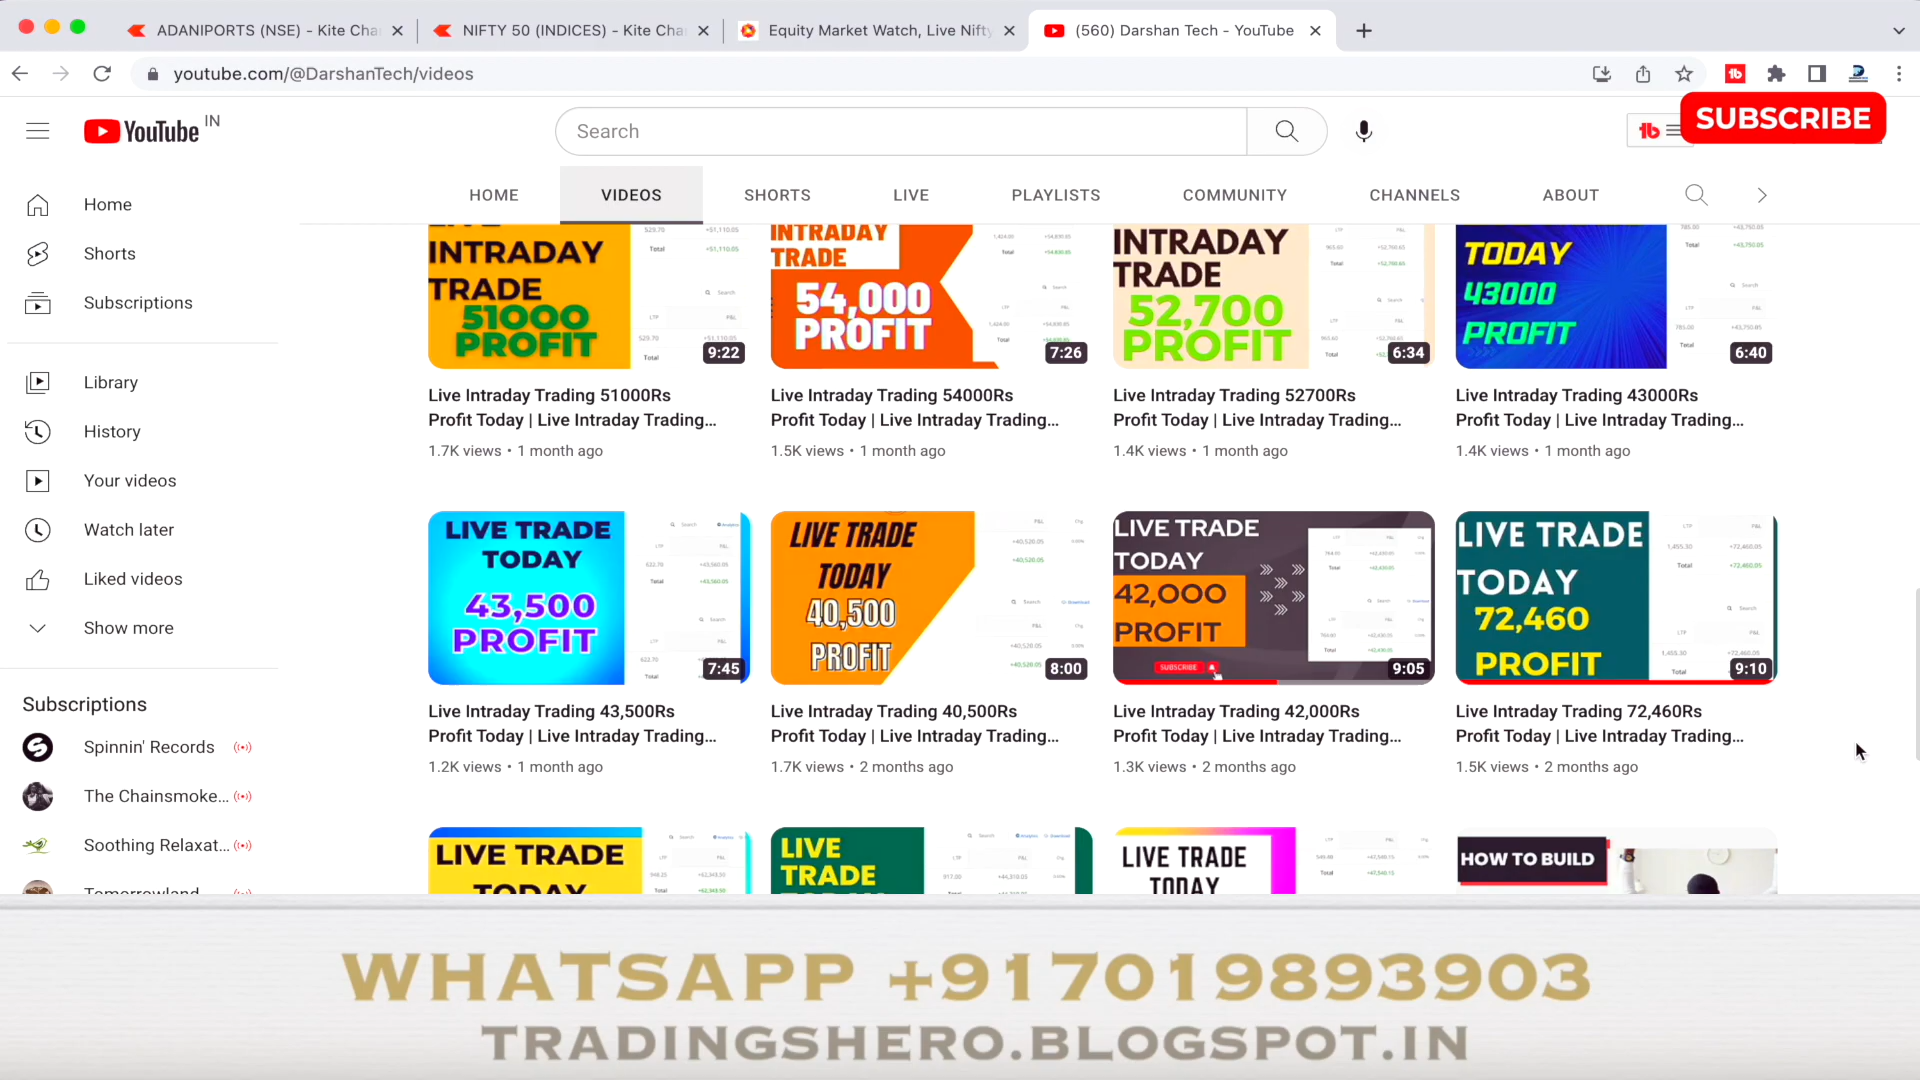 ADANIPORTS (NSE) - Kite Cha
NIFTY 50 (INDICES) - Kite Cha
Equity Market Watch, Live Nifty
(560) Darshan Tech - YouTube
youtube.com/@DarshanTech/videos
YouTube IN
Search
SUBSCRIBE
HOME
VIDEOS
SHORTS
LIVE
PLAYLISTS
COMMUNITY
CHANNELS
ABOUT
Home
Shorts
Subscriptions
Library
History
Your videos
Watch later
Liked videos
Show more
Subscriptions
Spinnin' Records
The Chainsmoke...
Soothing Relaxat...
Tomorrowland
INTRADAY
TRADE
51000
PROFIT
9:22
Live Intraday Trading 51000Rs
Profit Today | Live Intraday Trading...
1.7K views • 1 month ago
INTRADAY
TRADE
54,000
PROFIT
7:26
Live Intraday Trading 54000Rs
Profit Today | Live Intraday Trading...
1.5K views • 1 month ago
INTRADAY
TRADE
52,700
PROFIT
6:34
Live Intraday Trading 52700Rs
Profit Today | Live Intraday Trading...
1.4K views • 1 month ago
TODAY
43000
PROFIT
6:40
Live Intraday Trading 43000Rs
Profit Today | Live Intraday Trading...
1.4K views • 1 month ago
LIVE TRADE
TODAY
43,500
PROFIT
7:45
Live Intraday Trading 43,500Rs
Profit Today | Live Intraday Trading...
1.2K views • 1 month ago
LIVE TRADE
TODAY
40,500
PROFIT
8:00
Live Intraday Trading 40,500Rs
Profit Today | Live Intraday Trading...
1.7K views • 2 months ago
LIVE TRADE
TODAY
42,000
PROFIT
SUBSCRIBE
9:05
Live Intraday Trading 42,000Rs
Profit Today | Live Intraday Trading...
1.3K views • 2 months ago
LIVE TRADE
TODAY
72,460
PROFIT
9:10
Live Intraday Trading 72,460Rs
Profit Today | Live Intraday Trading...
1.5K views • 2 months ago
LIVE TRADE
TODAY
LIVE
TRADE
LIVE TRADE
TODAY
HOW TO BUILD
WHATSAPP +917019893903
TRADINGSHERO.BLOGSPOT.IN